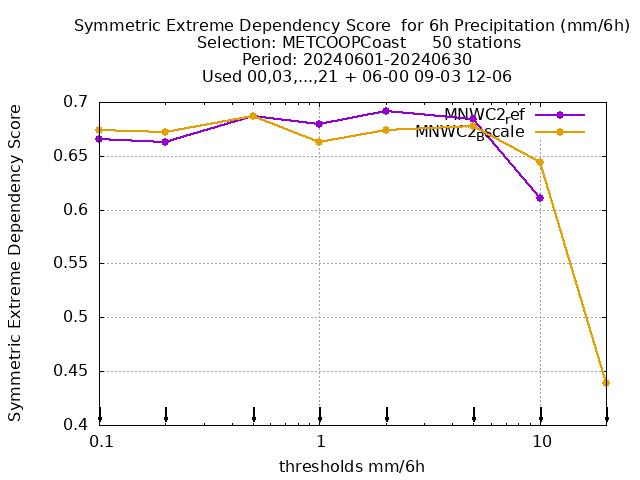 Symmetric Extreme Dependency Score  for 6h Precipitation (mm/6h)
Selection: METCOOPCoast     50 stations
Period: 20240601-20240630
Used 00,03,...,21 + 06-00 09-03 12-06
MNWC2ref
MNWC2Bscale
0.7
0.65
0.6
0.55
0.5
0.45
0.4
Symmetric Extreme Dependency Score
0.1 1 10
thresholds mm/6h